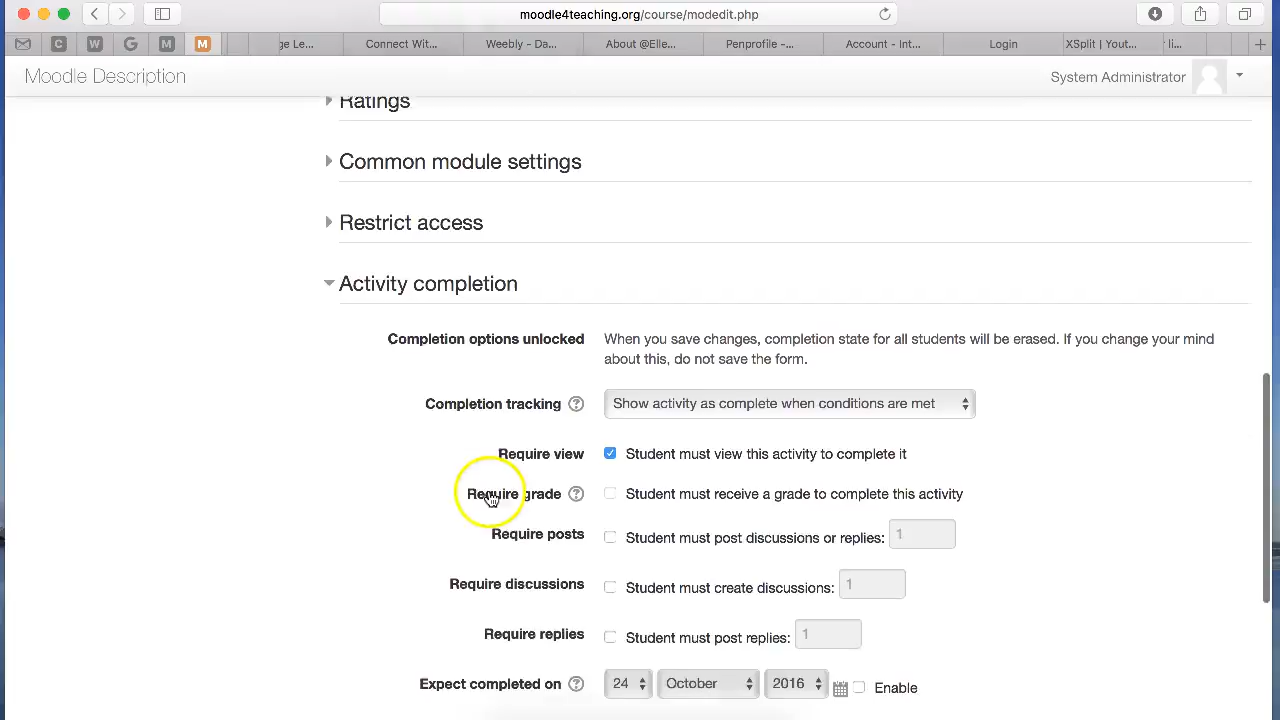 moodle4teaching.org/course/modedit.php
C W G M M ge Le... Connect Wit... Weebly - Da... About @Elle... Penprofile -... Account - Int... Login XSplit | Yout... li...
Moodle Description
System Administrator
Ratings
Common module settings
Restrict access
Activity completion
Completion options unlocked When you save changes, completion state for all students will be erased. If you change your mind
about this, do not save the form.
Completion tracking ? Show activity as complete when conditions are met
Require view Student must view this activity to complete it
Require grade ? Student must receive a grade to complete this activity
Require posts Student must post discussions or replies: 1
Require discussions Student must create discussions: 1
Require replies Student must post replies: 1
Expect completed on ? 24 October 2016 Enable